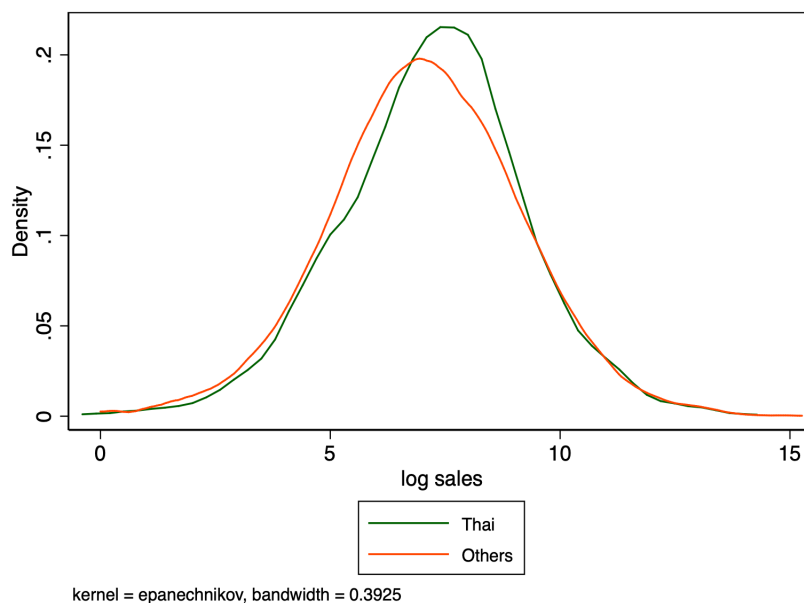 Density
.2
.15
.1
.05
0
0 5 10 15
log sales
Thai
Others
kernel = epanechnikov, bandwidth = 0.3925